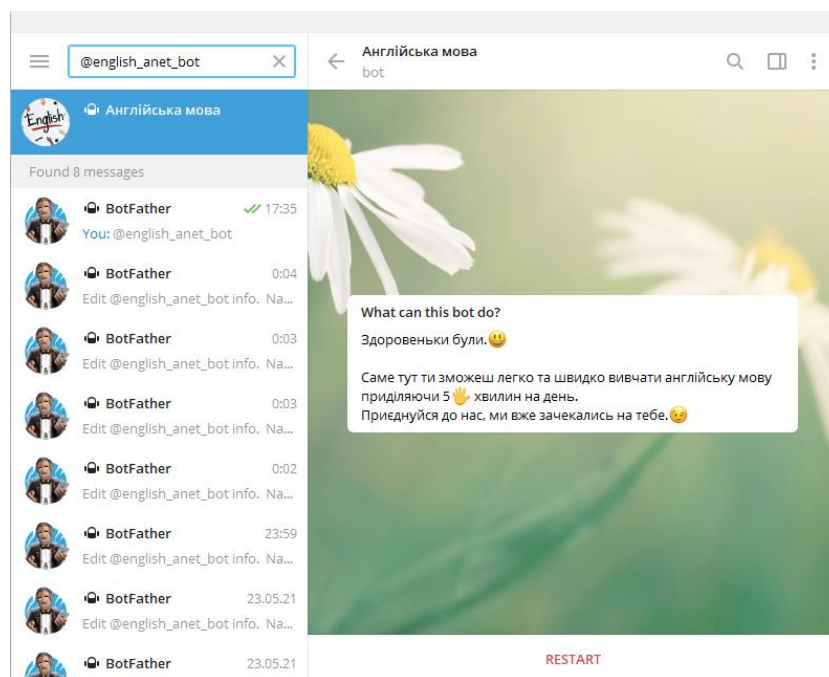 @english_anet_bot
Англійська мова
bot
English
Англійська мова
Found 8 messages
BotFather 17:35
You: @english_anet_bot
BotFather 0:04
Edit @english_anet_bot info. Na...
BotFather 0:03
Edit @english_anet_bot info. Na...
BotFather 0:03
Edit @english_anet_bot info. Na...
BotFather 0:02
Edit @english_anet_bot info. Na...
BotFather 23:59
Edit @english_anet_bot info. Na...
BotFather 23.05.21
Edit @english_anet_bot info. Na...
BotFather 23.05.21
What can this bot do?
Здоровеньки були.😃
Саме тут ти зможеш легко та швидко вивчати англійську мову
приділяючи 5🖐 хвилин на день.
Приєднуйся до нас, ми вже зачекались на тебе.😉
RESTART